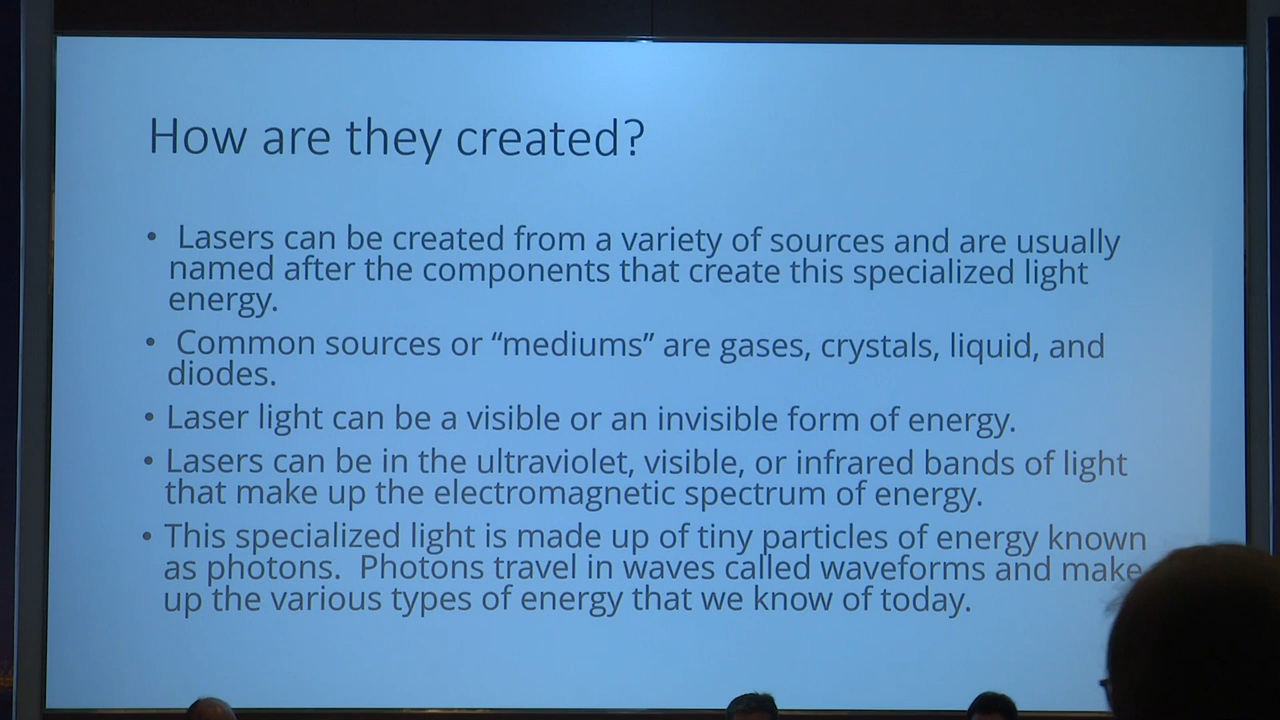 How are they created?
• Lasers can be created from a variety of sources and are usually
named after the components that create this specialized light
energy.
• Common sources or “mediums” are gases, crystals, liquid, and
diodes.
• Laser light can be a visible or an invisible form of energy.
• Lasers can be in the ultraviolet, visible, or infrared bands of light
that make up the electromagnetic spectrum of energy.
• This specialized light is made up of tiny particles of energy known
as photons.  Photons travel in waves called waveforms and make
up the various types of energy that we know of today.